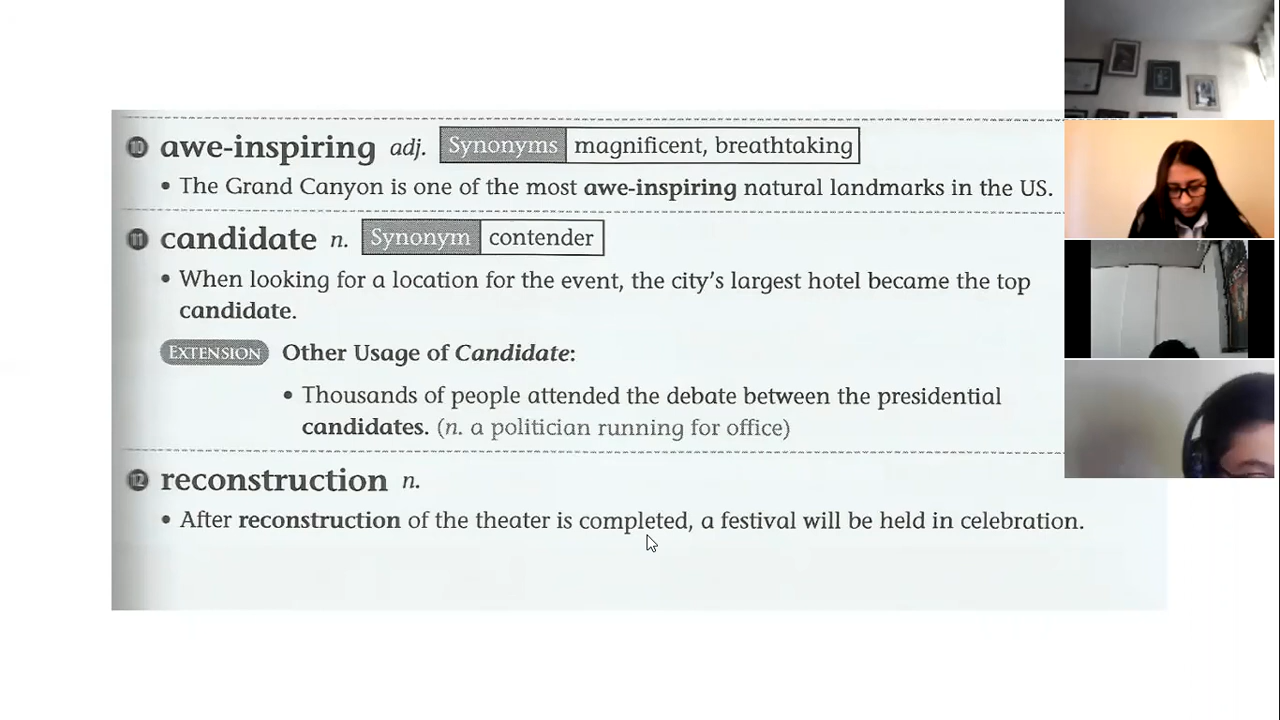 10 awe-inspiring adj. Synonyms magnificent, breathtaking
• The Grand Canyon is one of the most awe-inspiring natural landmarks in the US.
11 candidate n. Synonym contender
• When looking for a location for the event, the city's largest hotel became the top
candidate.
EXTENSION Other Usage of Candidate:
• Thousands of people attended the debate between the presidential
candidates. (n. a politician running for office)
12 reconstruction n.
• After reconstruction of the theater is completed, a festival will be held in celebration.